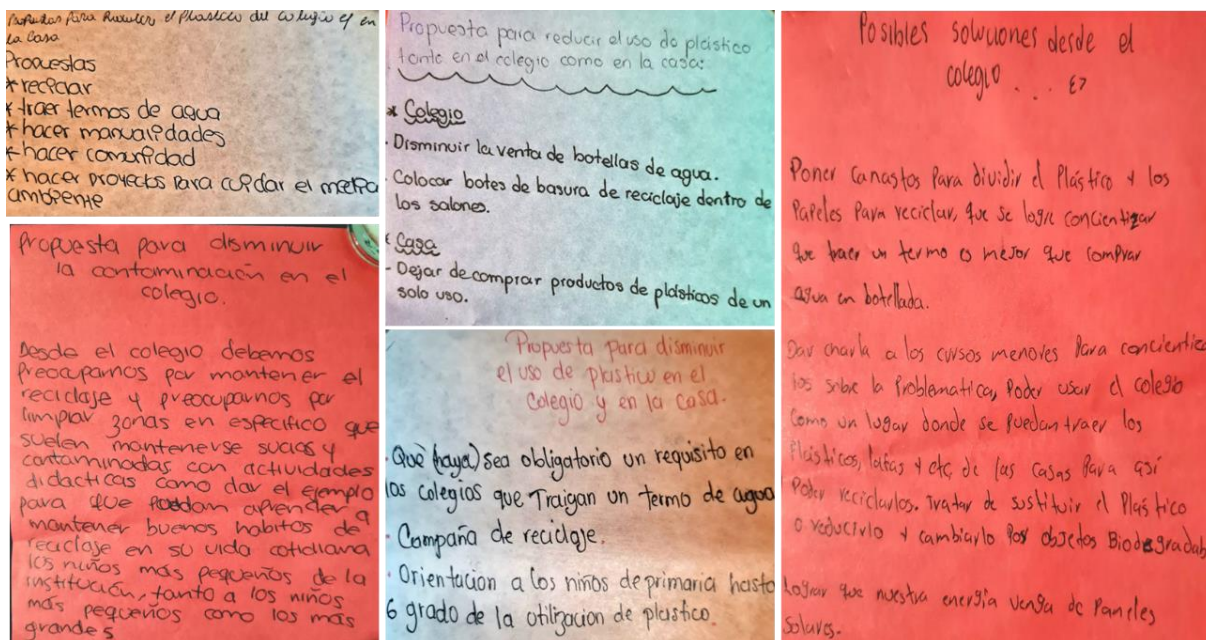 Propuestas Para Reducir el plastico del colegio y en
la casa
Propuestas
* reciclar
* traer termos de agua
* hacer manualidades
* hacer comunidad
* hacer proyectos para cuidar el medio
ambiente
Propuesta para disminuir
la contaminación en el
colegio.
Desde el colegio debemos
preocuparnos por mantener el
reciclaje y preocuparnos por
limpiar zonas en especifico que
suelen mantenerse sucias y
contaminadas con actividades
didacticas como dar el ejemplo
para que puedan aprender a
mantener buenos habitos de
reciclaje en su vida cotidiana
los niños más pequeños de la
institución, tanto a los niños
más pequeños como los más
grandes
Propuesta para reducir el uso de plástico
tanto en el colegio como en la casa:
* Colegio
- Disminuir la venta de botellas de agua.
- Colocar botes de basura de reciclaje dentro de
los salones.
* Casa
- Dejar de comprar productos de plásticos de un
solo uso.
Propuesta para disminuir
el uso de plastico en el
Colegio y en la casa.
· Què (haya) sea obligatorio un requisito en
los colegios que Traigan un termo de agua
· Compaña de reciclaje.
· Orientacion a los niños de primaria hasta
6 grado de la otilizacion de plastico.
Posibles soluciones desde el
colegio . . .
Poner canastos Para dividir el Plástico y los
Papeles Para reciclar, que se logre concientizar
que traer un termo es mejor que comprar
agua en botellada.
Dar charla a los cursos menores Para concientiza
los sobre la Problematica, Poder usar el colegio
como un lugar donde se Puedan traer los
Plásticos, latas y etc, de las casas Para así
Poder reciclarlos. Tratar de sustituir el Plástico
o reducirlo y cambiarlo Por objetos Biodegradab
Lograr que nuestra energía venga de Paneles
Solares.